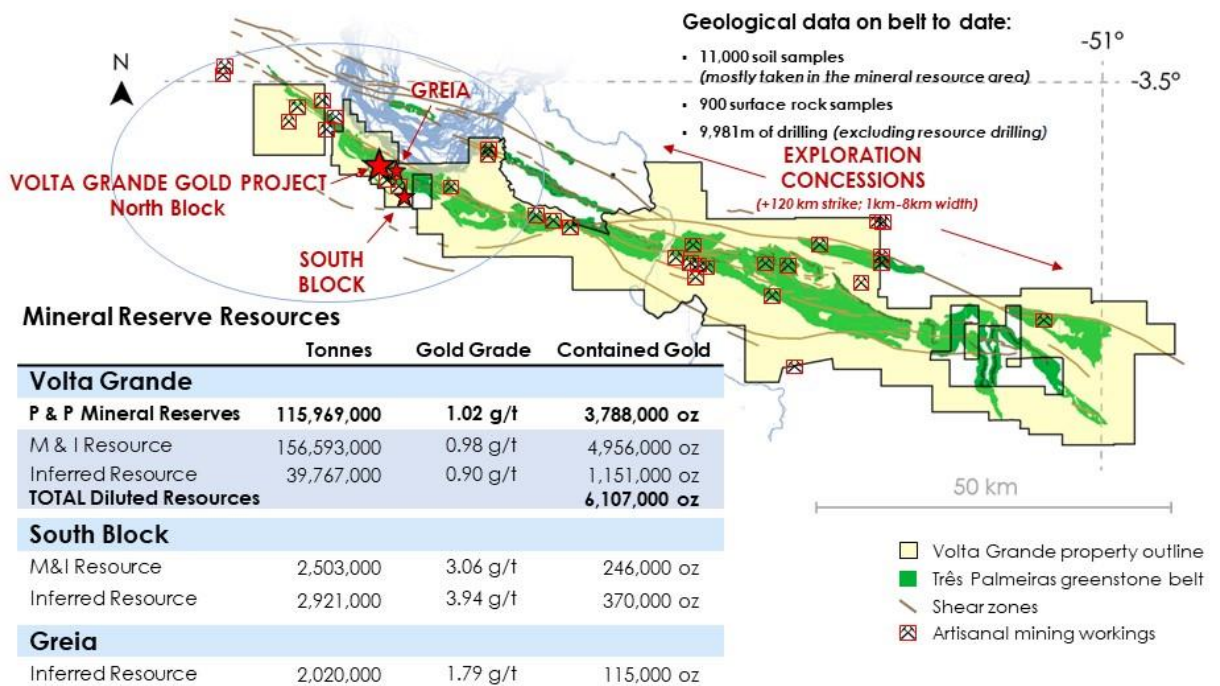 Geological data on belt to date:
▪ 11,000 soil samples
(mostly taken in the mineral resource area)
▪ 900 surface rock samples
▪ 9,981m of drilling (excluding resource drilling)
-51°
-3.5°
N
GREIA
VOLTA GRANDE GOLD PROJECT
North Block
SOUTH
BLOCK
EXPLORATION
CONCESSIONS
(+120 km strike; 1km-8km width)
Mineral Reserve Resources
Tonnes Gold Grade Contained Gold
Volta Grande
P & P Mineral Reserves 115,969,000 1.02 g/t 3,788,000 oz
M & I Resource 156,593,000 0.98 g/t 4,956,000 oz
Inferred Resource 39,767,000 0.90 g/t 1,151,000 oz
TOTAL Diluted Resources 6,107,000 oz
South Block
M&I Resource 2,503,000 3.06 g/t 246,000 oz
Inferred Resource 2,921,000 3.94 g/t 370,000 oz
Greia
Inferred Resource 2,020,000 1.79 g/t 115,000 oz
50 km
Volta Grande property outline
Três Palmeiras greenstone belt
Shear zones
Artisanal mining workings